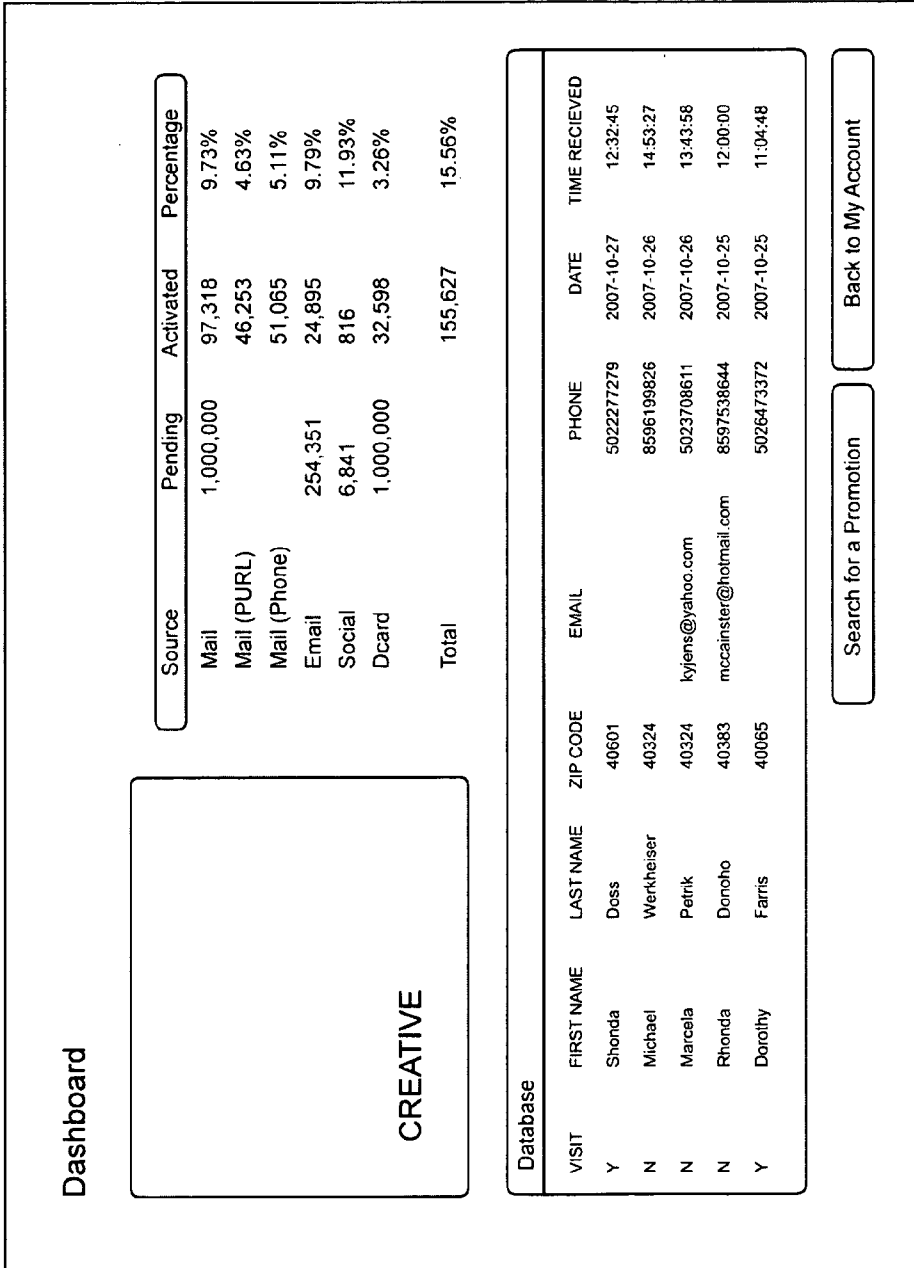 Dashboard
CREATIVE
Source Pending Activated Percentage
Mail 1,000,000 97,318 9.73%
Mail (PURL) 46,253 4.63%
Mail (Phone) 51,065 5.11%
Email 254,351 24,895 9.79%
Social 6,841 816 11.93%
Dcard 1,000,000 32,598 3.26%
Total 155,627 15.56%
Database
VISIT FIRST NAME LAST NAME ZIP CODE EMAIL PHONE DATE TIME RECIEVED
Y Shonda Doss 40601 5022277279 2007-10-27 12:32:45
N Michael Werkheiser 40324 8596199826 2007-10-26 14:53:27
N Marcela Petrik 40324 kyjens@yahoo.com 5023708611 2007-10-26 13:43:58
N Rhonda Donoho 40383 mccainster@hotmail.com 8597538644 2007-10-25 12:00:00
Y Dorothy Farris 40065 5026473372 2007-10-25 11:04:48
Search for a Promotion
Back to My Account